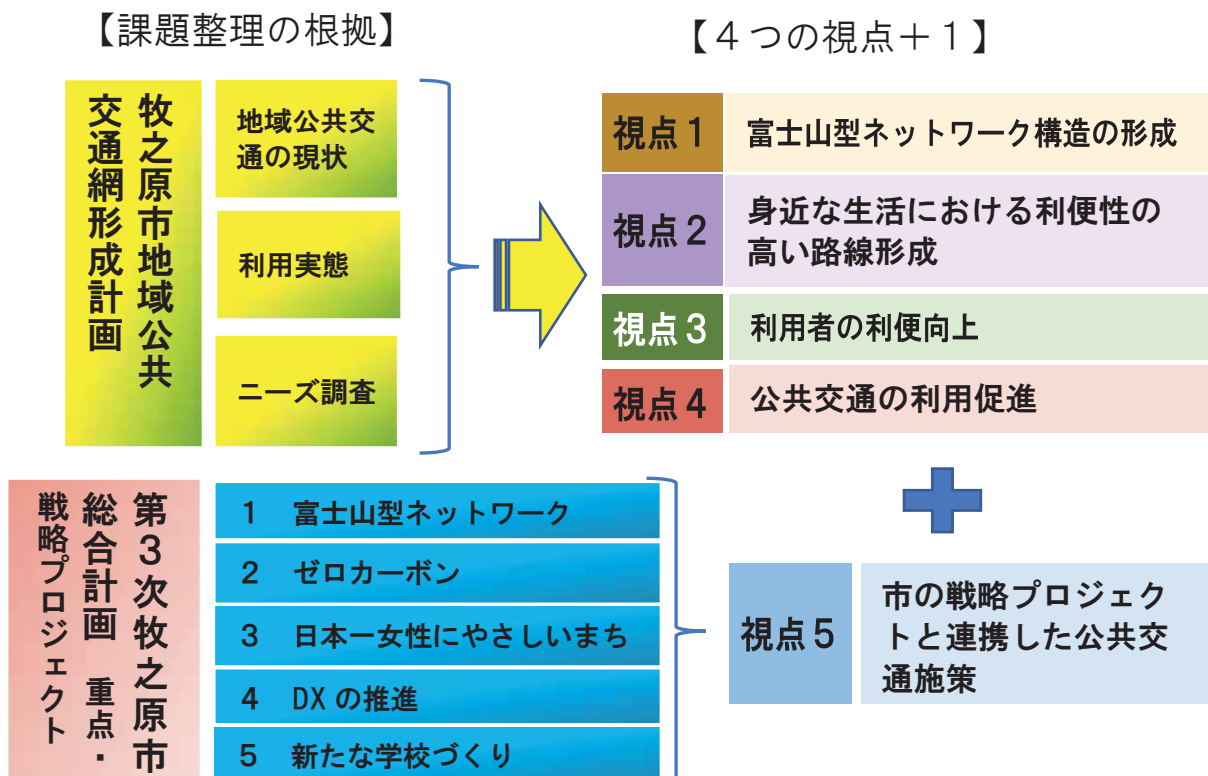 【課題整理の根拠】
【４つの視点＋１】
牧之原市地域公共
交通網形成計画
地域公共交
通の現状
利用実態
ニーズ調査
視点１
富士山型ネットワーク構造の形成
視点２
身近な生活における利便性の
高い路線形成
視点３
利用者の利便向上
視点４
公共交通の利用促進
第３次牧之原市
総合計画　重点・
戦略プロジェクト
１　富士山型ネットワーク
２　ゼロカーボン
３　日本一女性にやさしいまち
４　DX の推進
５　新たな学校づくり
視点５
市の戦略プロジェク
トと連携した公共交
通施策